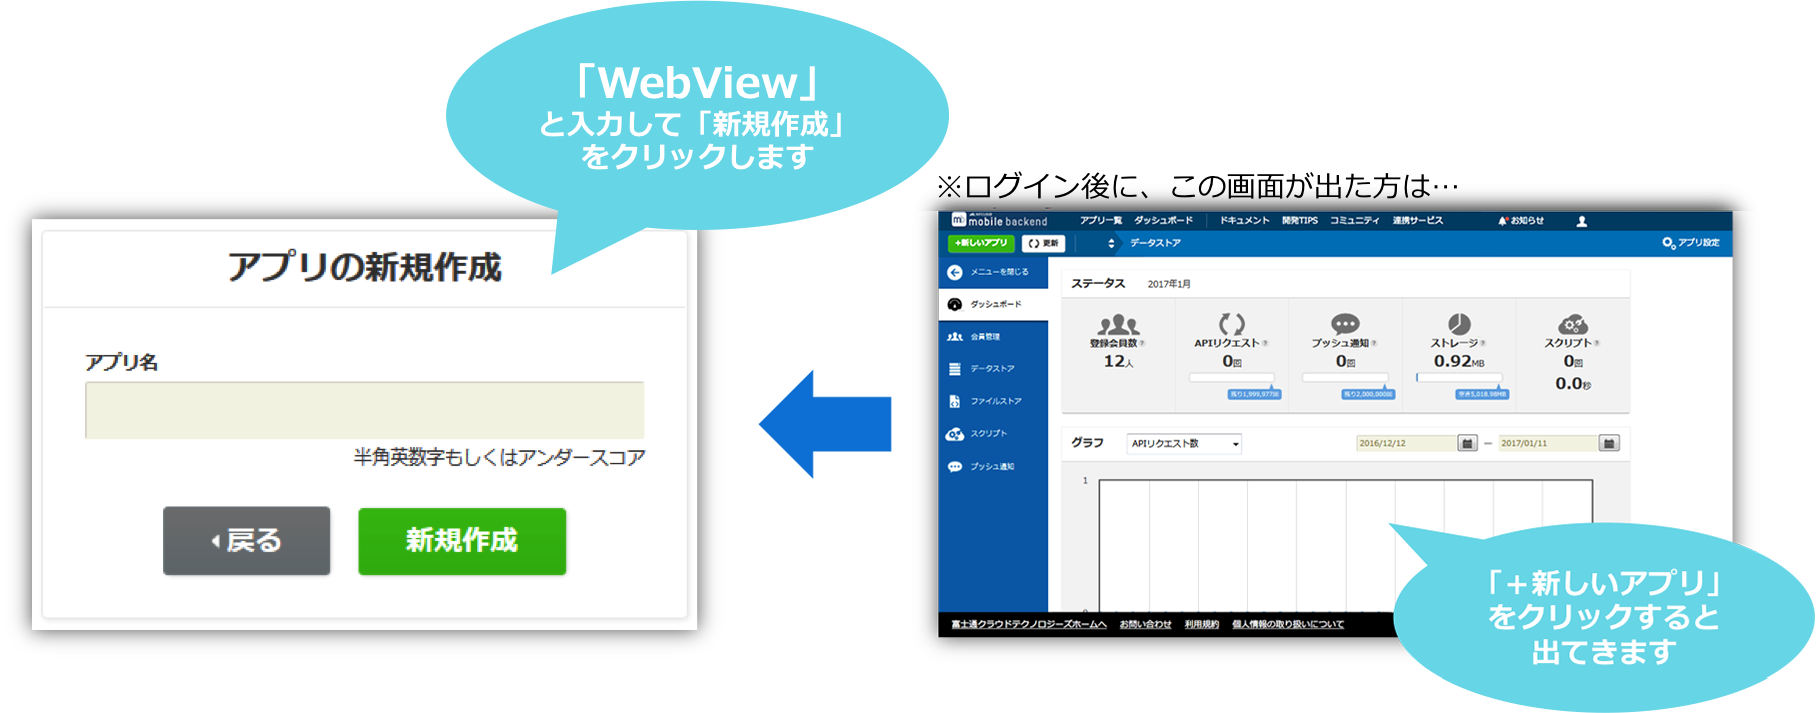 「WebView」
と入力して「新規作成」
をクリックします
アプリの新規作成
アプリ名
半角英数字もしくはアンダースコア
戻る
新規作成
※ログイン後に、この画面が出た方は…
mobile backend
アプリ一覧 ダッシュボード ドキュメント 開発TIPS コミュニティ 連携サービス お知らせ
+新しいアプリ 更新 データストア アプリ設定
メニューを閉じる
ダッシュボード
会員管理
データストア
ファイルストア
スクリプト
プッシュ通知
ステータス 2017年1月
登録会員数
12人
APIリクエスト
0回
残り1,999,977回
プッシュ通知
0回
残り2,000,000回
ストレージ
0.92MB
空き5,018.98MB
スクリプト
0回
0.0秒
グラフ APIリクエスト数 2016/12/12 − 2017/01/11
1
0
富士通クラウドテクノロジーズホームへ お問い合わせ 利用規約 個人情報の取り扱いについて
「＋新しいアプリ」
をクリックすると
出てきます